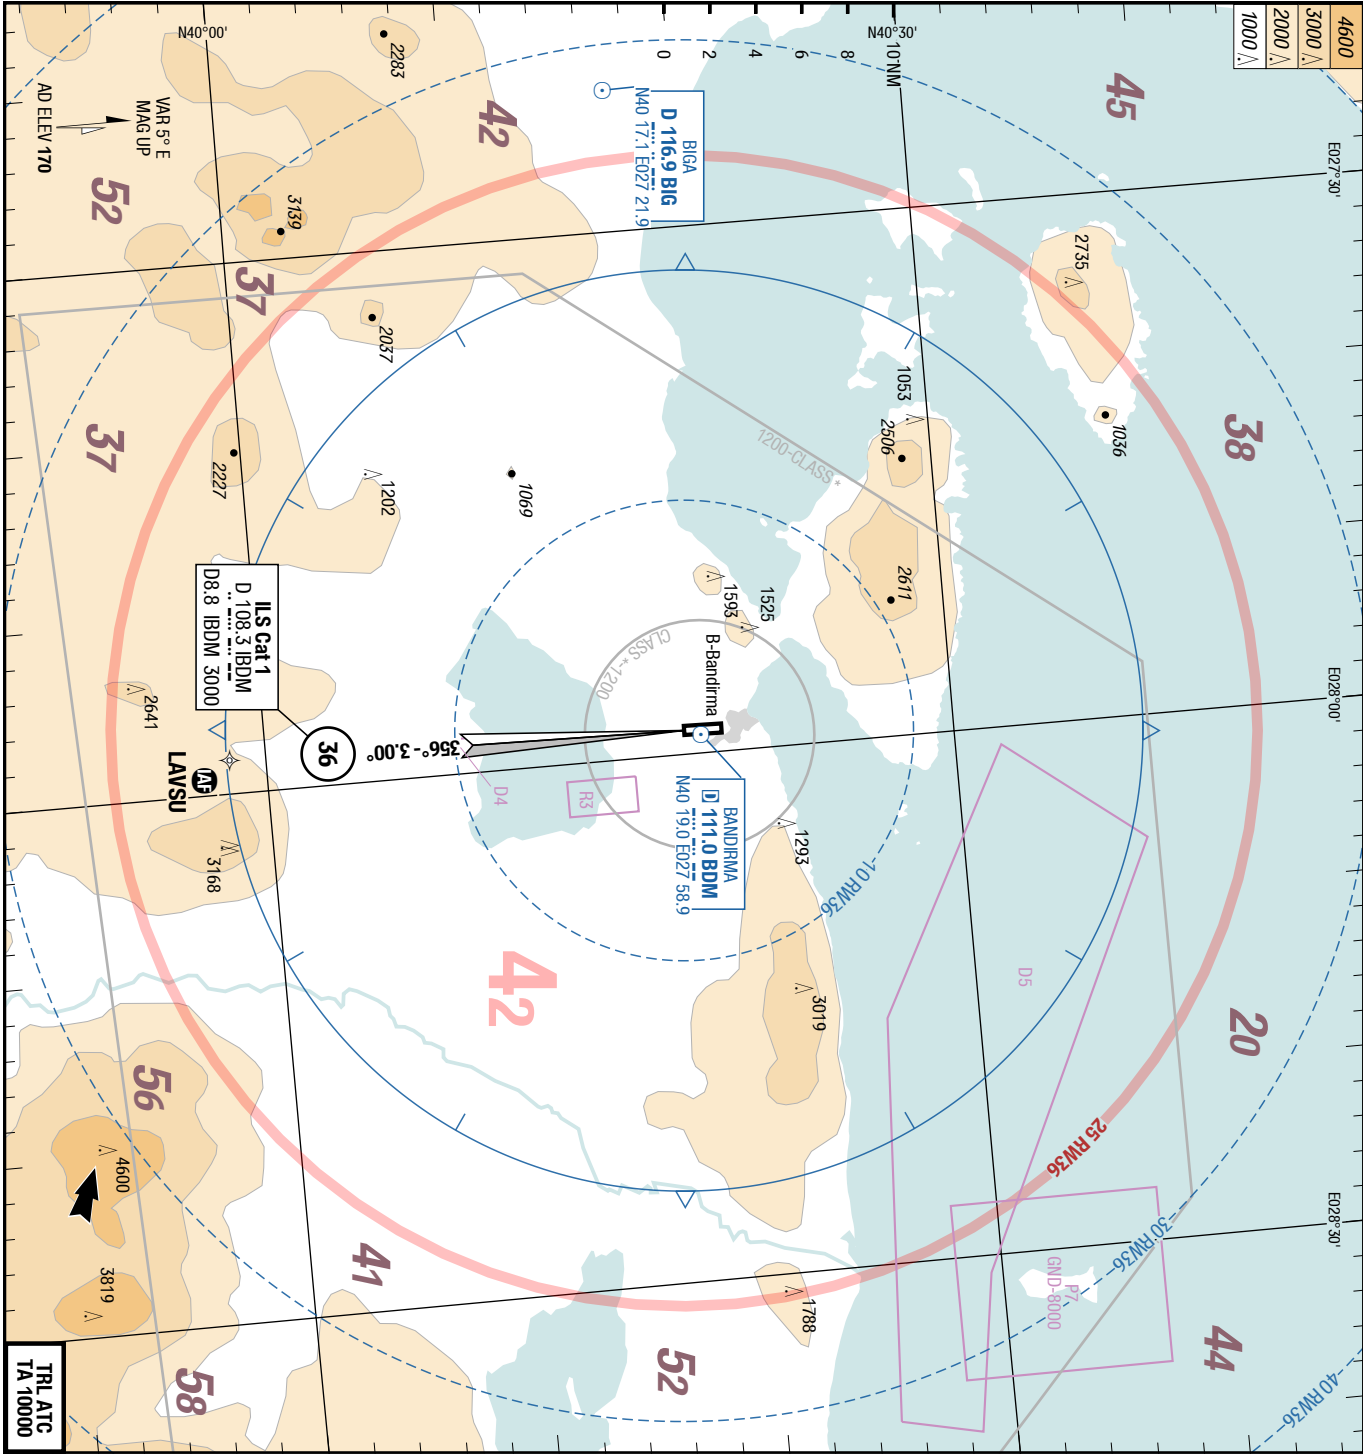 4600
3000
2000
1000
N40°00'
N40°30'
E027°30'
E028°00'
E028°30'
0
2
4
6
8
10 NM
VAR 5° E
MAG UP
AD ELEV 170
BIGA
D 116.9 BIG
N40 17.1 E027 21.9
45
42
52
37
37
38
20
42
56
41
58
52
44
2283
3139
2037
2227
1202
1069
2735
1036
1053
2506
2611
1593
1525
1293
3019
1788
2641
3168
4600
3819
1200-CLASS *
CLASS *-1200
B-Bandirma
BANDIRMA
D 111.0 BDM
N40 19.0 E027 58.9
ILS Cat 1
D 108.3 IBDM
D8.8 IBDM 3000
36
356°- 3.00°
IAF
LAVSU
D4
R3
D5
P7
GND-8000
10 RW36
25 RW36
30 RW36
40 RW36
TRL ATC
TA 10000